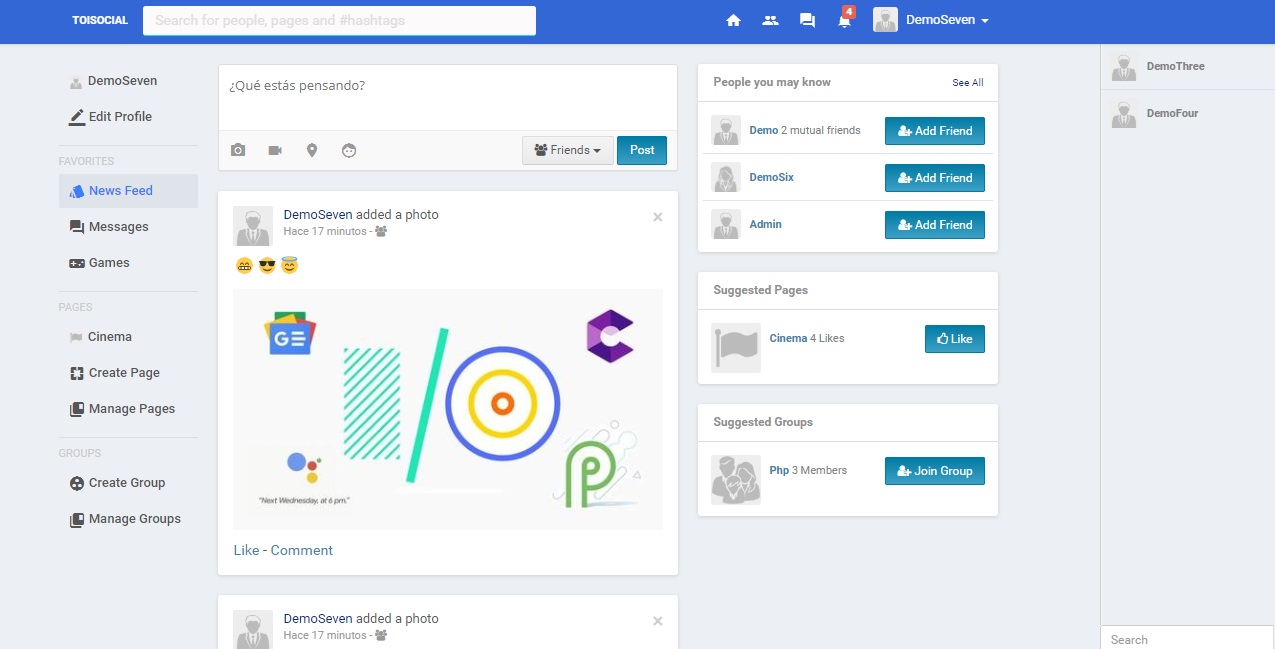 TOISOCIAL
Search for people, pages and #hashtags
4
DemoSeven
DemoSeven
Edit Profile
FAVORITES
News Feed
Messages
Games
PAGES
Cinema
Create Page
Manage Pages
GROUPS
Create Group
Manage Groups
¿Qué estás pensando?
Friends
Post
DemoSeven added a photo
Hace 17 minutos -
GE
I/O
"Next Wednesday, at 6 pm."
Like - Comment
DemoSeven added a photo
Hace 17 minutos -
People you may know
See All
Demo 2 mutual friends
Add Friend
DemoSix
Add Friend
Admin
Add Friend
Suggested Pages
Cinema 4 Likes
Like
Suggested Groups
Php 3 Members
Join Group
DemoThree
DemoFour
Search